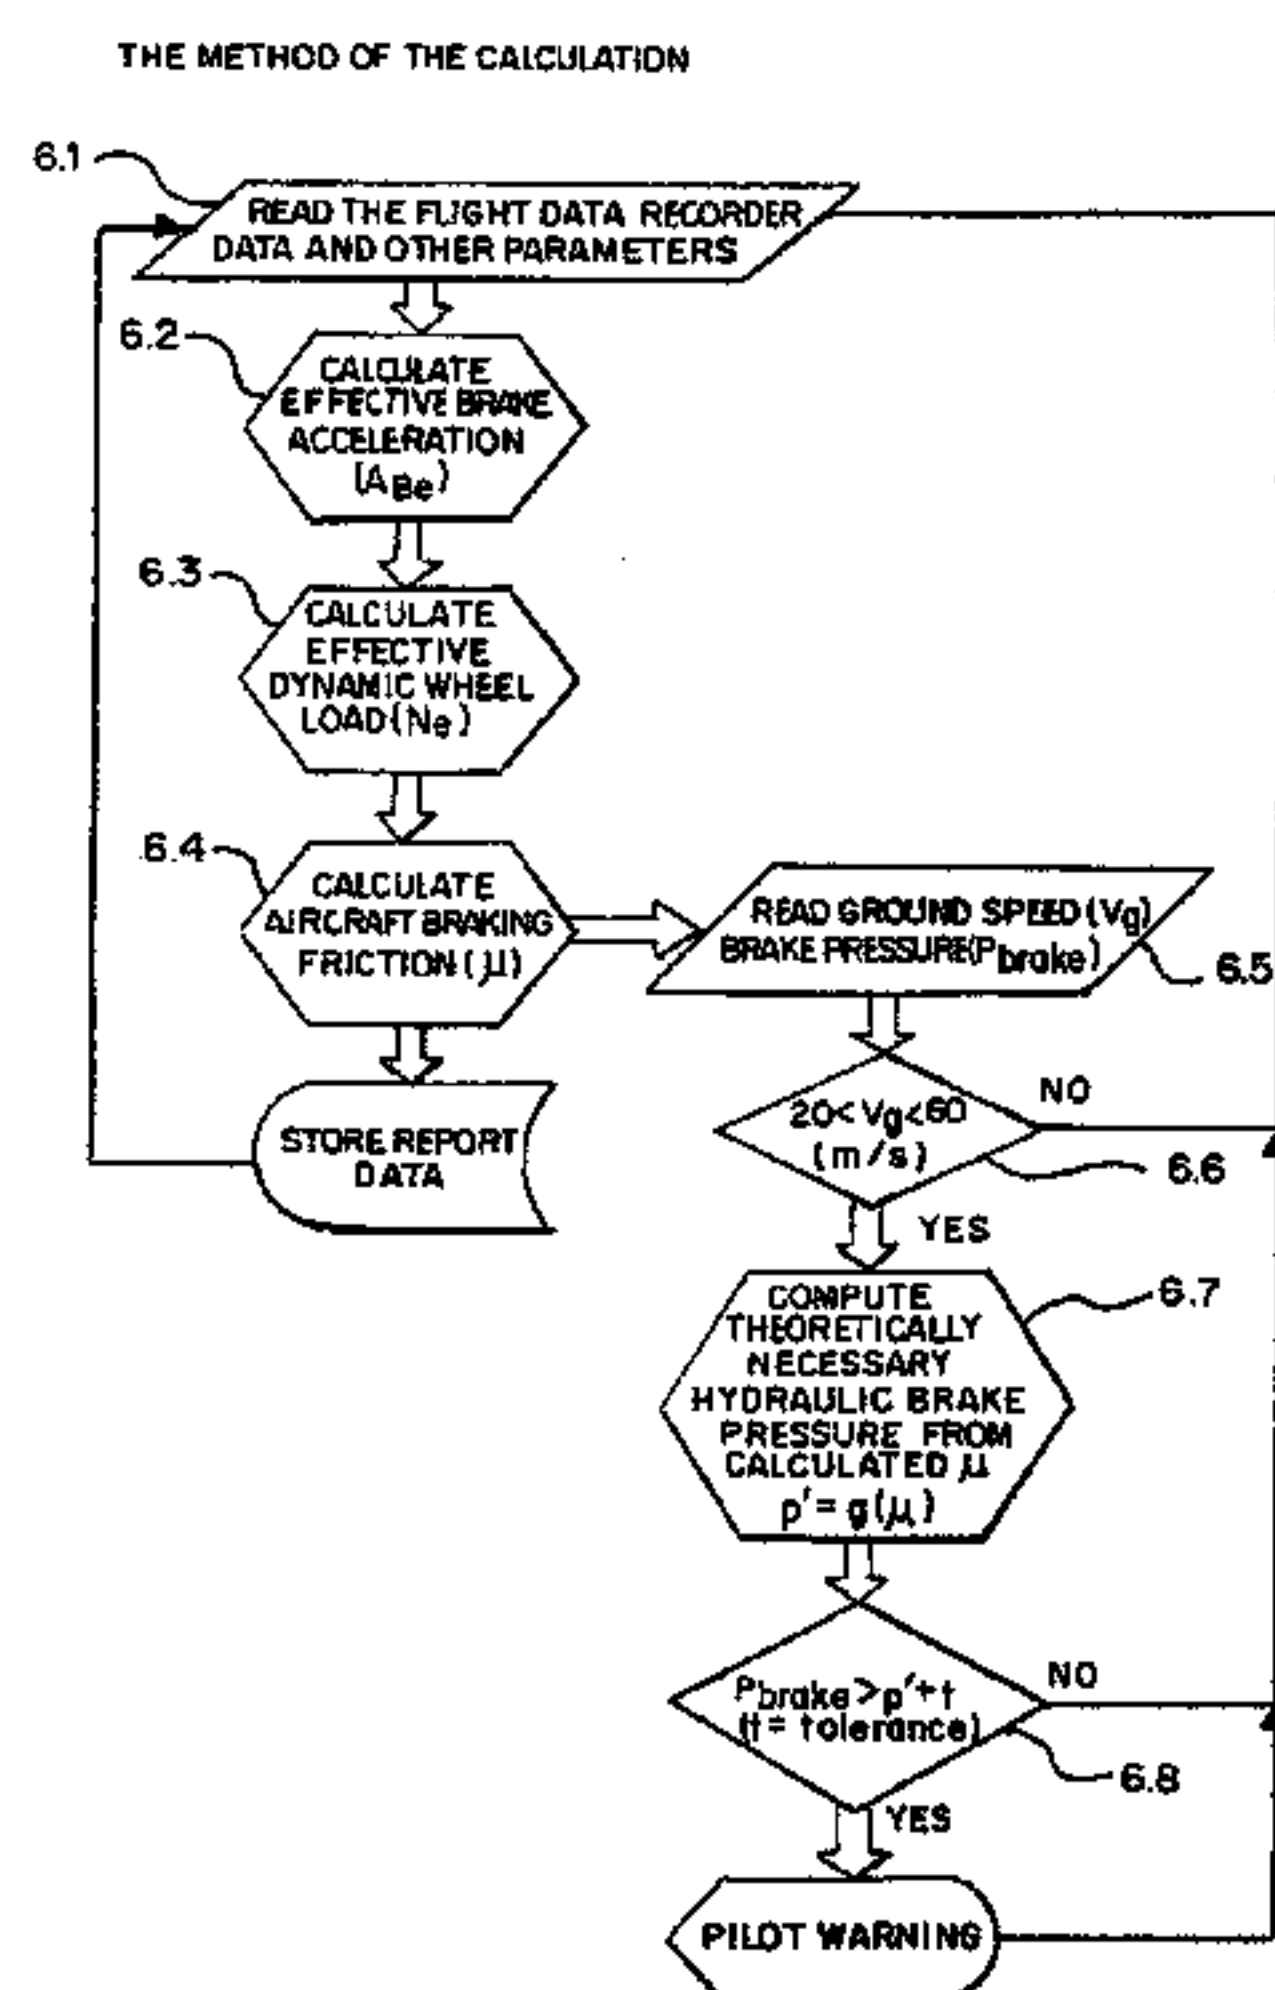 THE METHOD OF THE CALCULATION
6.1
READ THE FLIGHT DATA RECORDER
DATA AND OTHER PARAMETERS
6.2
CALCULATE
EFFECTIVE BRAKE
ACCELERATION
(ABe)
6.3
CALCULATE
EFFECTIVE
DYNAMIC WHEEL
LOAD (Ne)
6.4
CALCULATE
AIRCRAFT BRAKING
FRICTION (μ)
READ GROUND SPEED (Vg)
BRAKE PRESSURE (Pbrake)
6.5
STORE REPORT
DATA
20 < Vg < 60
(m/s)
NO
6.6
YES
COMPUTE
THEORETICALLY
NECESSARY
HYDRAULIC BRAKE
PRESSURE FROM
CALCULATED μ
p' = g(μ)
6.7
Pbrake > p' + t
(t = tolerance)
NO
6.8
YES
PILOT WARNING